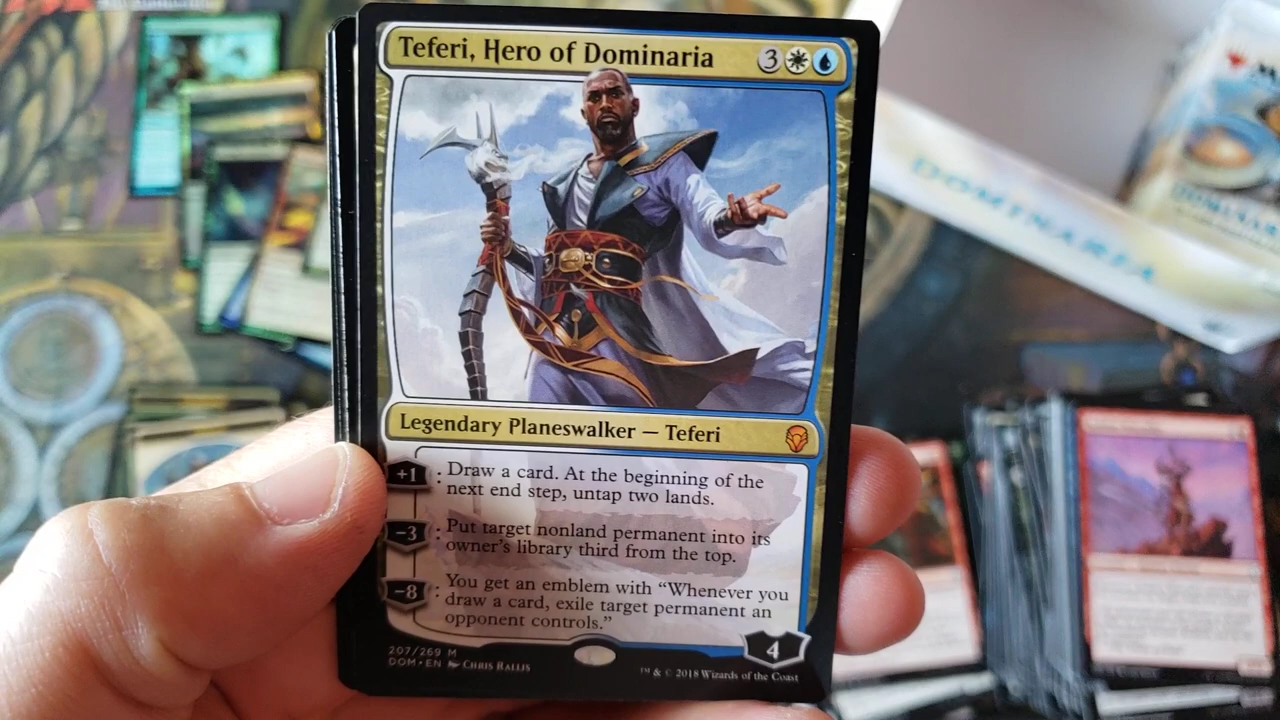 Teferi, Hero of Dominaria 3
Legendary Planeswalker — Teferi
+1: Draw a card. At the beginning of the
next end step, untap two lands.
−3: Put target nonland permanent into its
owner's library third from the top.
−8: You get an emblem with “Whenever you
draw a card, exile target permanent an
opponent controls.”
4
207/269 M
DOM • EN Chris Rallis
™ & © 2018 Wizards of the Coast
DOMINARIA